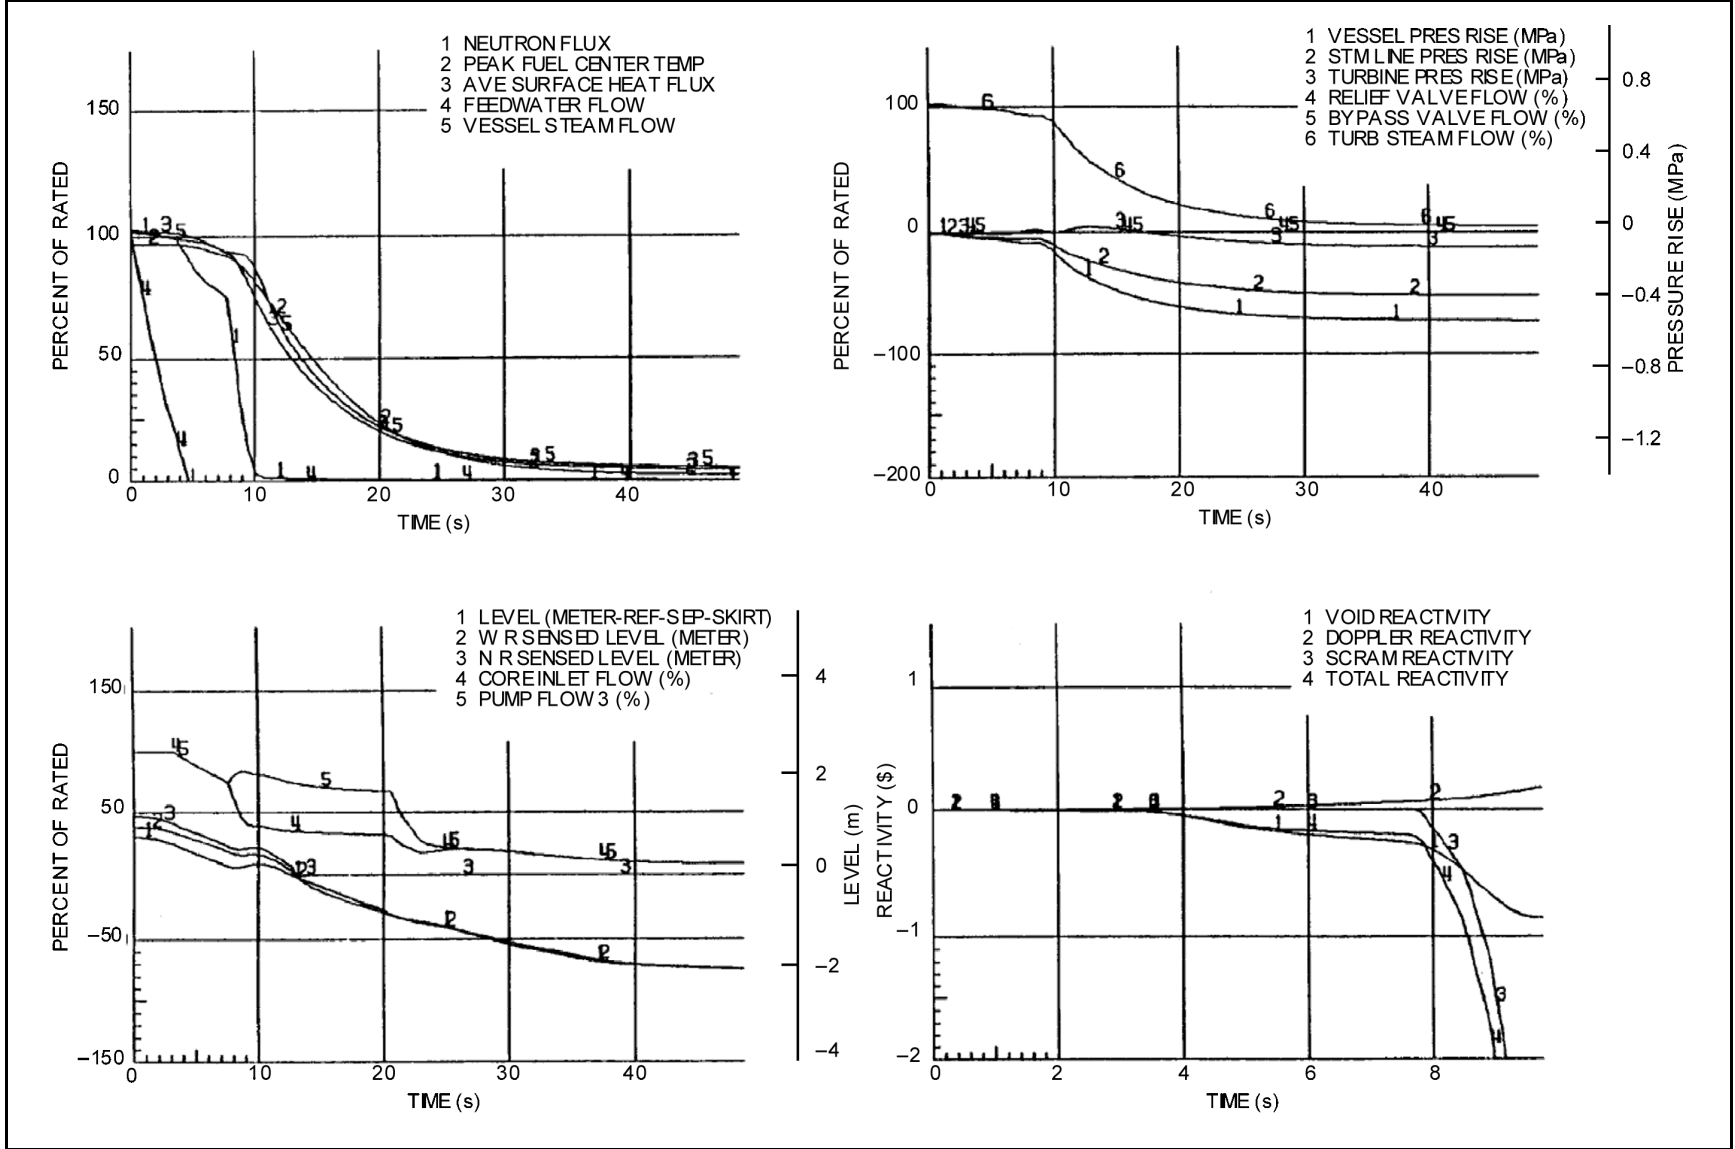 1 NEUTRON FLUX
2 PEAK FUEL CENTER TEMP
3 AVE SURFACE HEAT FLUX
4 FEEDWATER FLOW
5 VESSEL STEAM FLOW
PERCENT OF RATED
150
100
50
0
0 10 20 30 40
TIME (s)
1 VESSEL PRES RISE (MPa)
2 STM LINE PRES RISE (MPa)
3 TURBINE PRES RISE (MPa)
4 RELIEF VALVE FLOW (%)
5 BYPASS VALVE FLOW (%)
6 TURB STEAM FLOW (%)
PERCENT OF RATED
100
0
–100
–200
0 10 20 30 40
TIME (s)
0.8
0.4
0
–0.4
–0.8
–1.2
PRESSURE RISE (MPa)
1 LEVEL (METER-REF-SEP-SKIRT)
2 W R SENSED LEVEL (METER)
3 N R SENSED LEVEL (METER)
4 CORE INLET FLOW (%)
5 PUMP FLOW 3 (%)
PERCENT OF RATED
150
50
–50
–150
0 10 20 30 40
TIME (s)
4
2
0
–2
–4
LEVEL (m)
1 VOID REACTIVITY
2 DOPPLER REACTIVITY
3 SCRAM REACTIVITY
4 TOTAL REACTIVITY
REACTIVITY ($)
1
0
–1
–2
0 2 4 6 8
TIME (s)